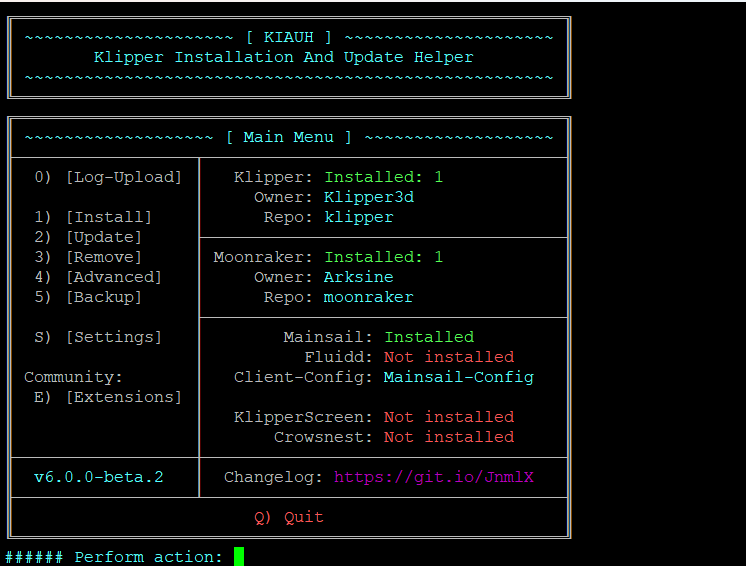 ~~~~~~~~~~~~~~~~~~~~~ [ KIAUH ] ~~~~~~~~~~~~~~~~~~~~~
Klipper Installation And Update Helper
~~~~~~~~~~~~~~~~~~~~~~~~~~~~~~~~~~~~~~~~~~~~~~~~~~~~~
~~~~~~~~~~~~~~~~~~~ [ Main Menu ] ~~~~~~~~~~~~~~~~~~~
0) [Log-Upload] Klipper: Installed: 1
Owner: Klipper3d
1) [Install] Repo: klipper
2) [Update]
3) [Remove] Moonraker: Installed: 1
4) [Advanced] Owner: Arksine
5) [Backup] Repo: moonraker
S) [Settings] Mainsail: Installed
Fluidd: Not installed
Community: Client-Config: Mainsail-Config
E) [Extensions]
KlipperScreen: Not installed
Crowsnest: Not installed
v6.0.0-beta.2 Changelog: https://git.io/JnmlX
Q) Quit
###### Perform action: